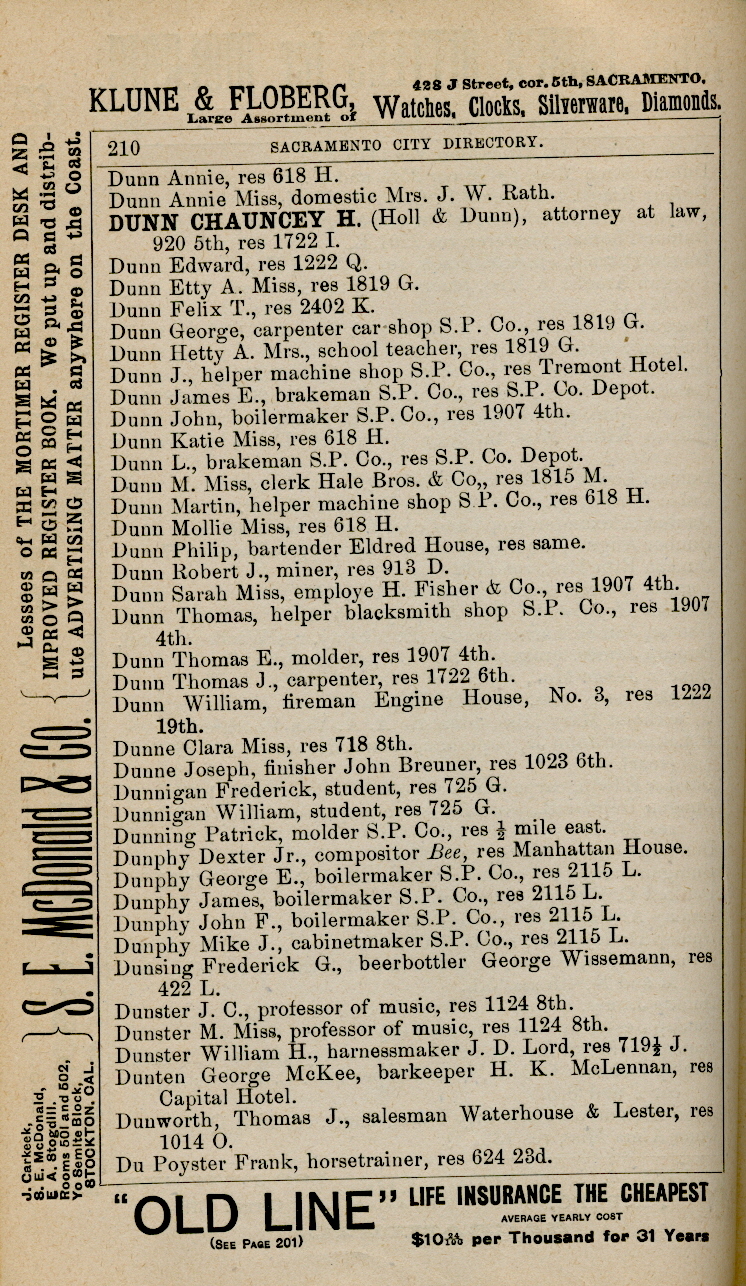 KLUNE & FLOBERG, 428 J Street, cor. 5th, SACRAMENTO.
Large Assortment of Watches, Clocks, Silverware, Diamonds.
210 SACRAMENTO CITY DIRECTORY.
Dunn Annie, res 618 H.
Dunn Annie Miss, domestic Mrs. J. W. Rath.
DUNN CHAUNCEY H. (Holl & Dunn), attorney at law,
920 5th, res 1722 I.
Dunn Edward, res 1222 Q.
Dunn Etty A. Miss, res 1819 G.
Dunn Felix T., res 2402 K.
Dunn George, carpenter car shop S.P. Co., res 1819 G.
Dunn Hetty A. Mrs., school teacher, res 1819 G.
Dunn J., helper machine shop S.P. Co., res Tremont Hotel.
Dunn James E., brakeman S.P. Co., res S.P. Co. Depot.
Dunn John, boilermaker S.P. Co., res 1907 4th.
Dunn Katie Miss, res 618 H.
Dunn L., brakeman S.P. Co., res S.P. Co. Depot.
Dunn M. Miss, clerk Hale Bros. & Co,, res 1815 M.
Dunn Martin, helper machine shop S P. Co., res 618 H.
Dunn Mollie Miss, res 618 H.
Dunn Philip, bartender Eldred House, res same.
Dunn Robert J., miner, res 913 D.
Dunn Sarah Miss, employe H. Fisher & Co., res 1907 4th.
Dunn Thomas, helper blacksmith shop S.P. Co., res 1907
4th.
Dunn Thomas E., molder, res 1907 4th.
Dunn Thomas J., carpenter, res 1722 6th.
Dunn William, fireman Engine House, No. 3, res 1222
19th.
Dunne Clara Miss, res 718 8th.
Dunne Joseph, finisher John Breuner, res 1023 6th.
Dunnigan Frederick, student, res 725 G.
Dunnigan William, student, res 725 G.
Dunning Patrick, molder S.P. Co., res ½ mile east.
Dunphy Dexter Jr., compositor Bee, res Manhattan House.
Dunphy George E., boilermaker S.P. Co., res 2115 L.
Dunphy James, boilermaker S.P. Co., res 2115 L.
Dunphy John F., boilermaker S.P. Co., res 2115 L.
Dunphy Mike J., cabinetmaker S.P. Co., res 2115 L.
Dunsing Frederick G., beerbottler George Wissemann, res
422 L.
Dunster J. C., professor of music, res 1124 8th.
Dunster M. Miss, professor of music, res 1124 8th.
Dunster William H., harnessmaker J. D. Lord, res 719½ J.
Dunten George McKee, barkeeper H. K. McLennan, res
Capital Hotel.
Dunworth, Thomas J., salesman Waterhouse & Lester, res
1014 O.
Du Poyster Frank, horsetrainer, res 624 23d.
"OLD LINE" LIFE INSURANCE THE CHEAPEST
(SEE PAGE 201) AVERAGE YEARLY COST
per Thousand for 31 Years
J. Carkeek,
S. E. McDonald,
E A. Stogdill.
Rooms 501 and 502,
Yo Semite Block,
STOCKTON, CAL.
S. E. McDonald & Co.
Lessees of THE MORTIMER REGISTER DESK AND
IMPROVED REGISTER BOOK. We put up and distrib-
ute ADVERTISING MATTER anywhere on the Coast.